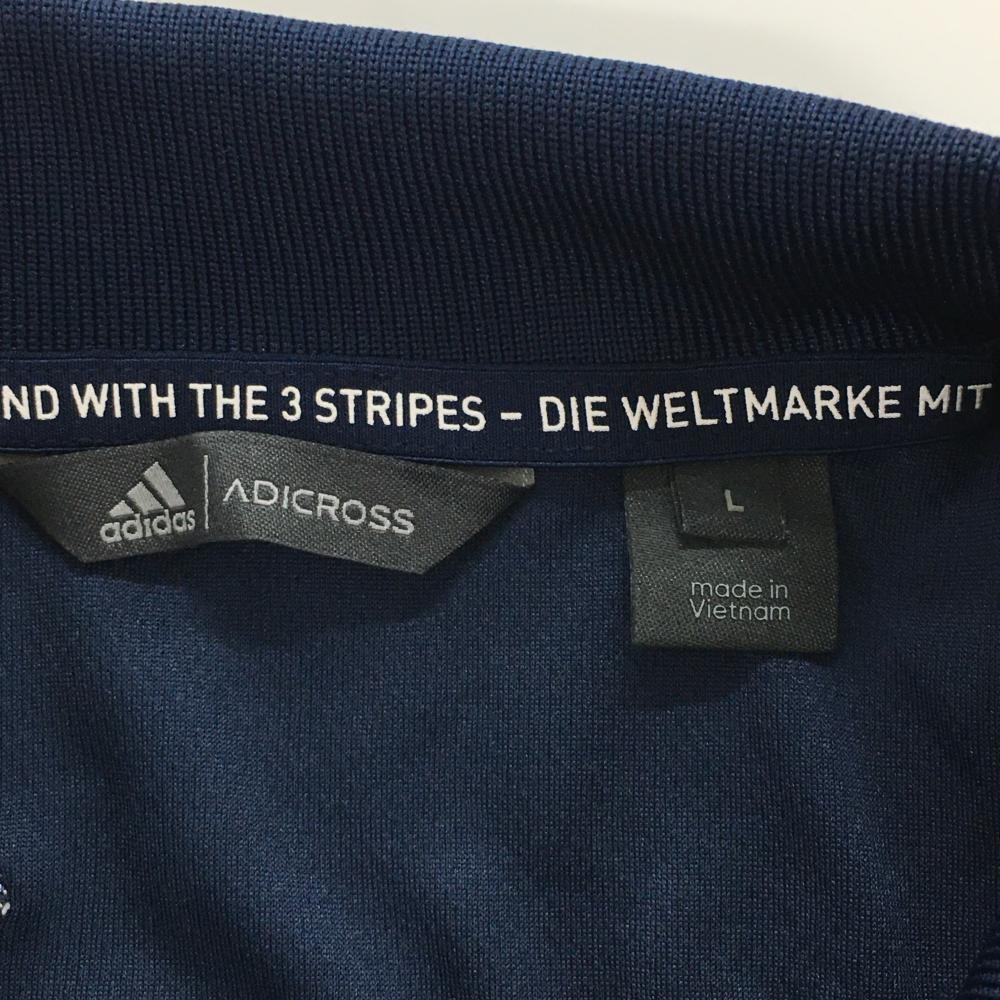 ND WITH THE 3 STRIPES – DIE WELTMARKE MIT
adidas | ADICROSS
L
made in
Vietnam